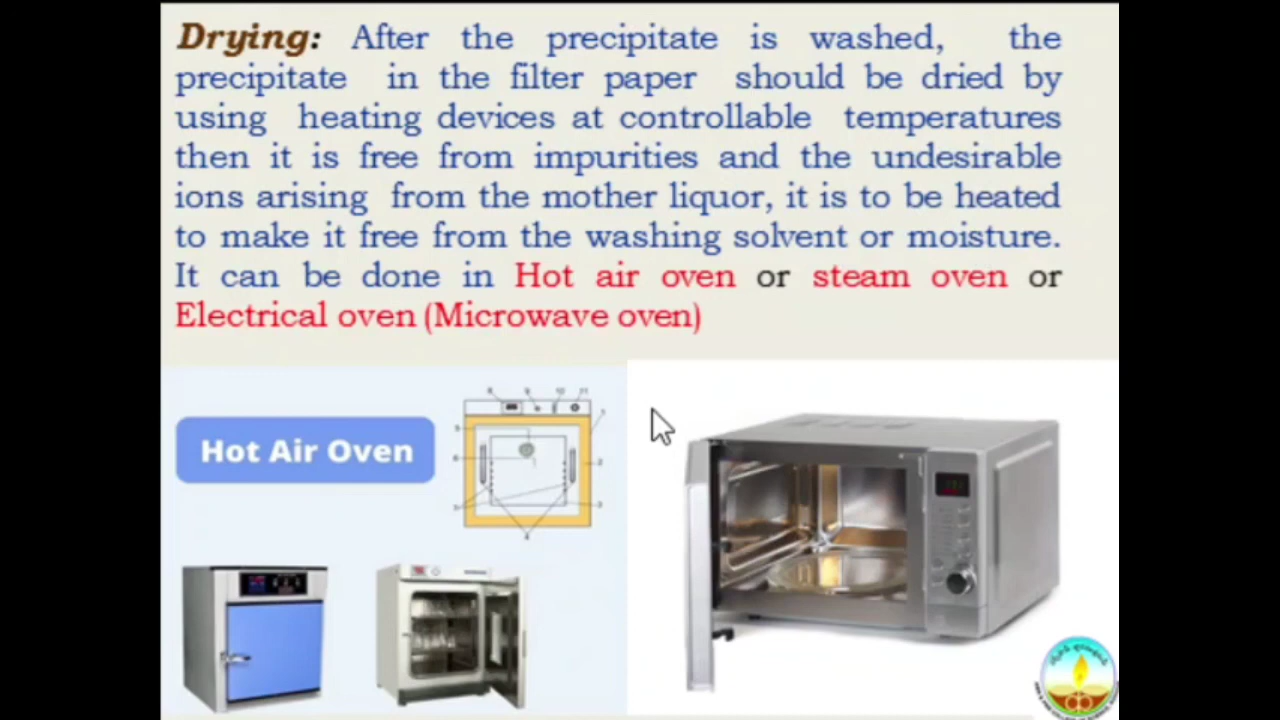 Drying: After the precipitate is washed, the
precipitate in the filter paper should be dried by
using heating devices at controllable temperatures
then it is free from impurities and the undesirable
ions arising from the mother liquor, it is to be heated
to make it free from the washing solvent or moisture.
It can be done in Hot air oven or steam oven or
Electrical oven (Microwave oven)
Hot Air Oven